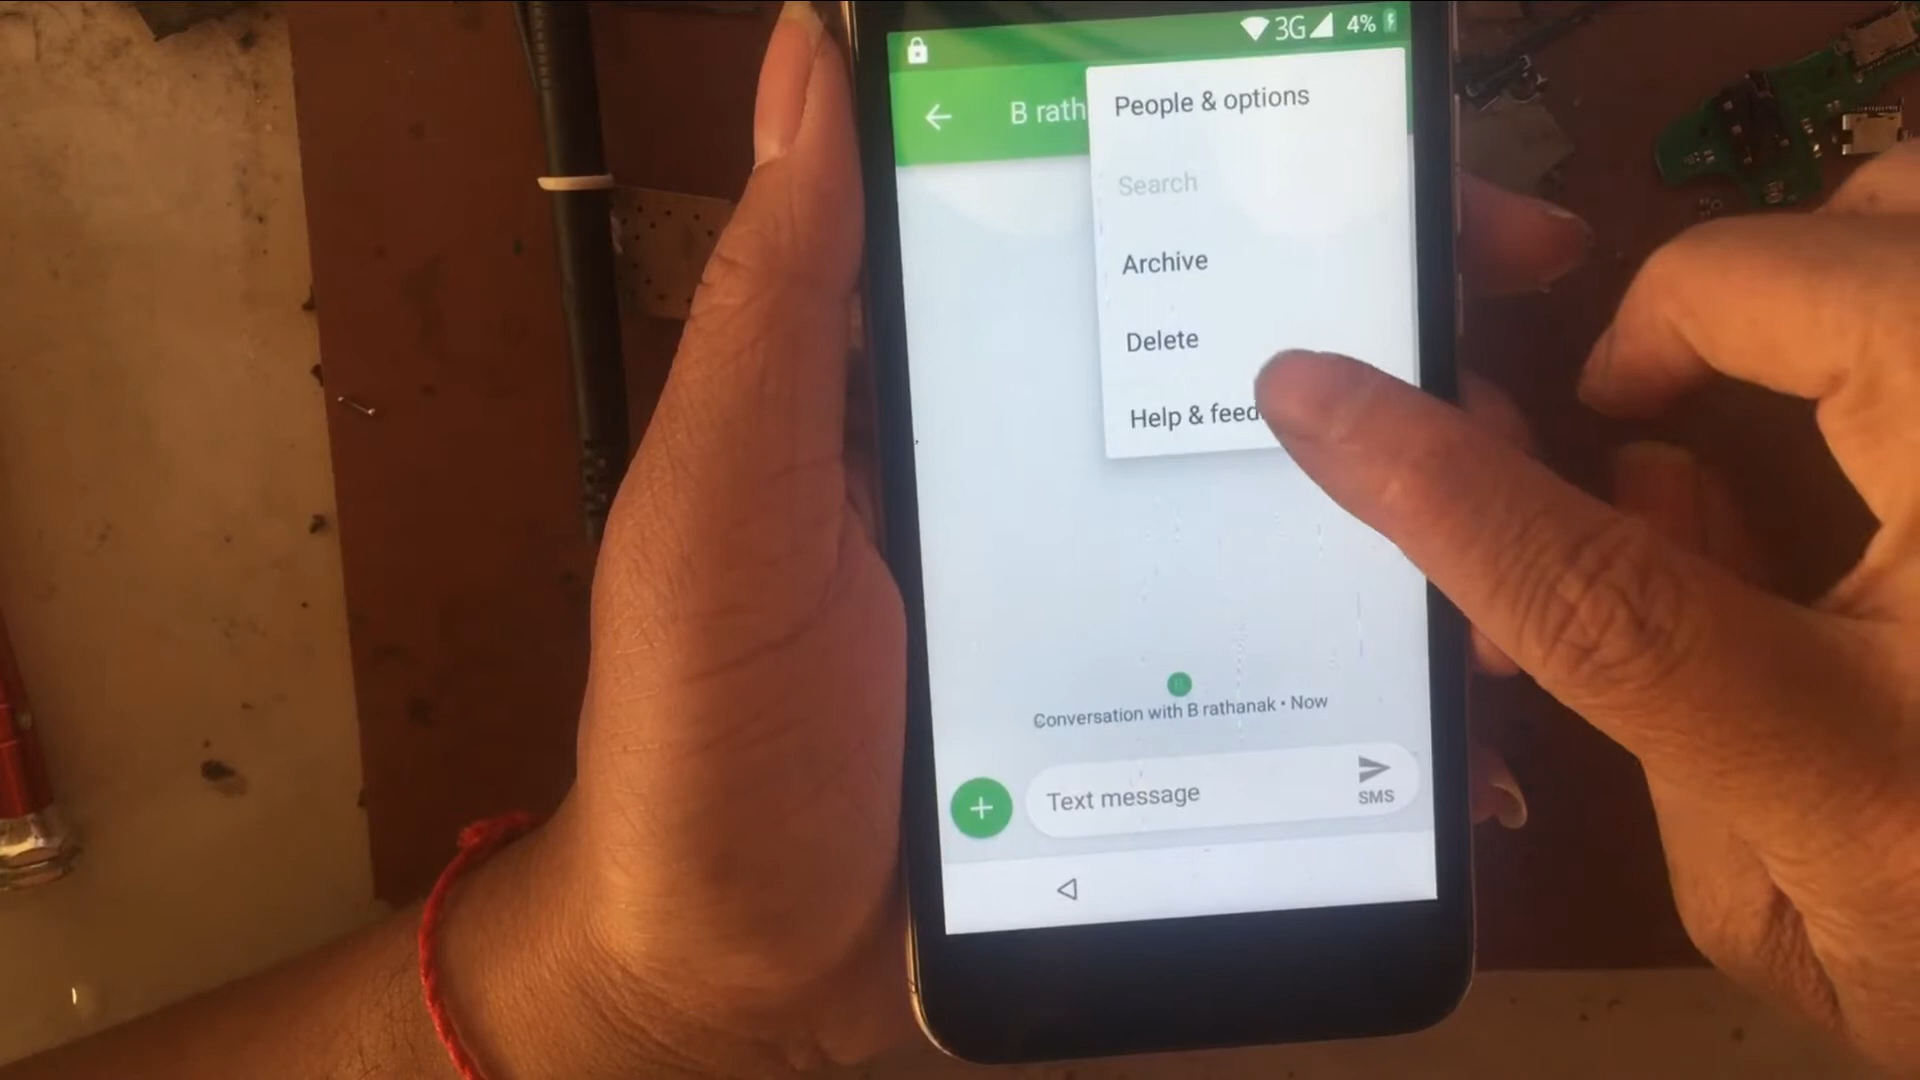 3G 4%
B rath
People & options
Search
Archive
Delete
Help & feed
Conversation with B rathanak • Now
Text message
SMS